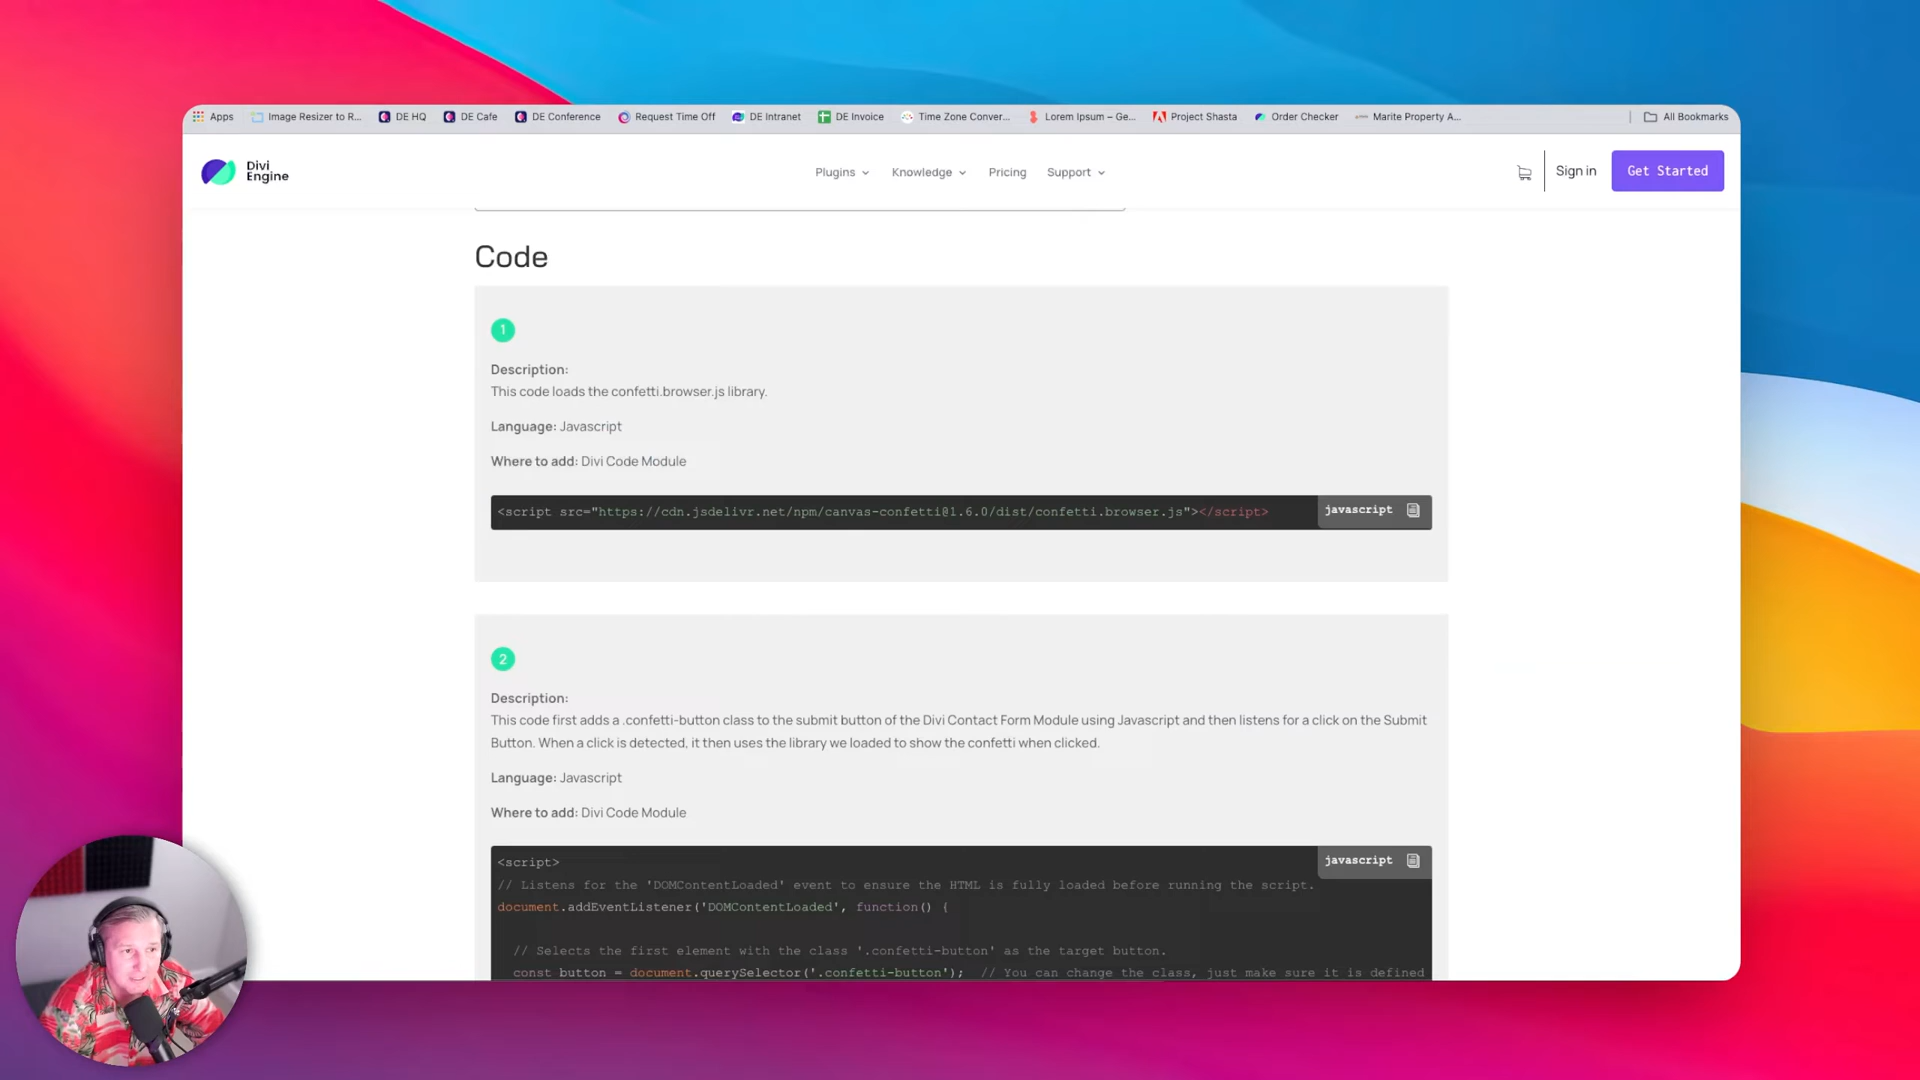 Apps
Image Resizer to R...
DE HQ
DE Cafe
DE Conference
Request Time Off
DE Intranet
DE Invoice
Time Zone Conver...
Lorem Ipsum – Ge...
Project Shasta
Order Checker
Marite Property A...
All Bookmarks
Divi
Engine
Plugins
Knowledge
Pricing
Support
Sign in
Get Started
Code
1
Description:
This code loads the confetti.browser.js library.
Language: Javascript
Where to add: Divi Code Module
<script src="https://cdn.jsdelivr.net/npm/canvas-confetti@1.6.0/dist/confetti.browser.js"></script>
javascript
2
Description:
This code first adds a .confetti-button class to the submit button of the Divi Contact Form Module using Javascript and then listens for a click on the Submit
Button. When a click is detected, it then uses the library we loaded to show the confetti when clicked.
Language: Javascript
Where to add: Divi Code Module
<script>
javascript
// Listens for the 'DOMContentLoaded' event to ensure the HTML is fully loaded before running the script.
document.addEventListener('DOMContentLoaded', function() {
// Selects the first element with the class '.confetti-button' as the target button.
const button = document.querySelector('.confetti-button'); // You can change the class, just make sure it is defined